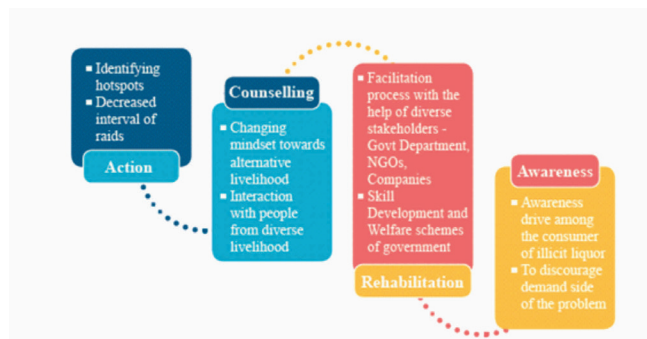 ▪ Identifying
hotspots
▪ Decreased
interval of
raids
Action
Counselling
▪ Changing
mindset towards
alternative
livelihood
▪ Interaction
with people
from diverse
livelihood
▪ Facilitation
process with the
help of diverse
stakeholders -
Govt Department,
NGOs,
Companies
▪ Skill
Development and
Welfare schemes
of government
Rehabilitation
Awareness
▪ Awareness
drive among
the consumer
of illicit liquor
▪ To discourage
demand side
of the problem